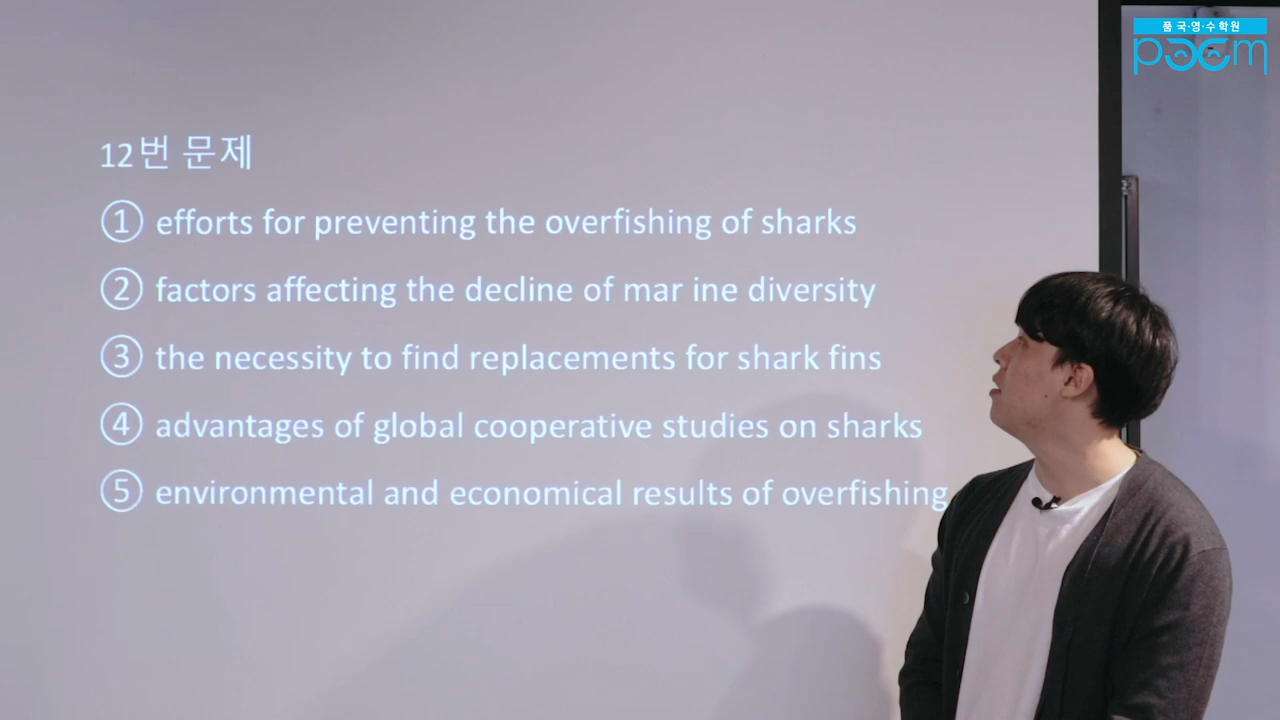 품 국·영·수 학원
poem
12번 문제
① efforts for preventing the overfishing of sharks
② factors affecting the decline of mar ine diversity
③ the necessity to find replacements for shark fins
④ advantages of global cooperative studies on sharks
⑤ environmental and economical results of overfishing